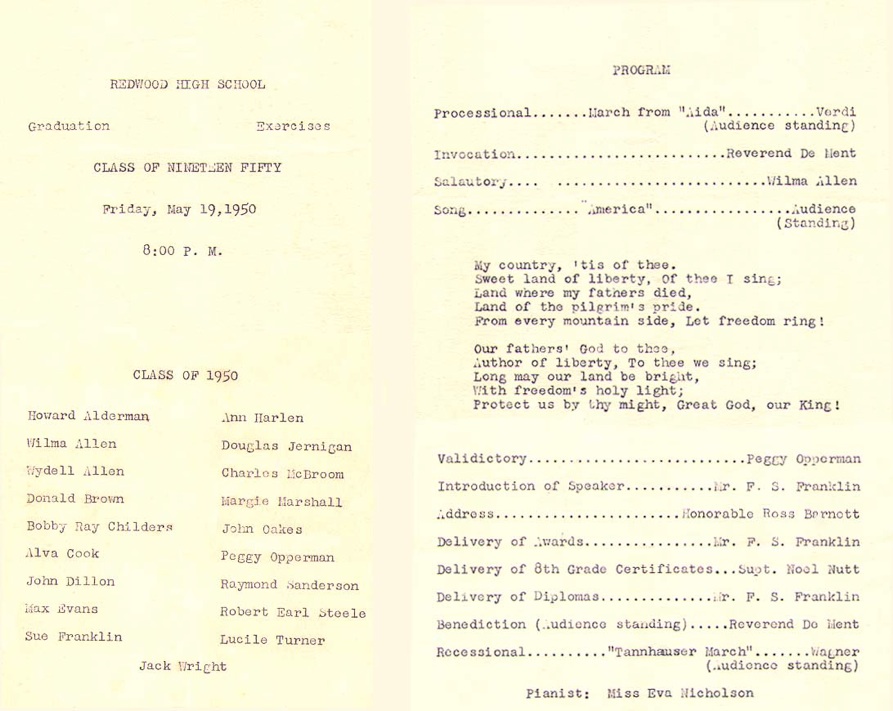 REDWOOD HIGH SCHOOL
Graduation Exercises
CLASS OF NINETEEN FIFTY
Friday, May 19,1950
8:00 P. M.
CLASS OF 1950
Howard Alderman
Wilma Allen
Wydell Allen
Donald Brown
Bobby Ray Childers
Alva Cook
John Dillon
Max Evans
Sue Franklin
Ann Harlen
Douglas Jernigan
Charles McBroom
Margie Marshall
John Oakes
Peggy Opperman
Raymond Sanderson
Robert Earl Steele
Lucile Turner
Jack Wright
PROGRAM
Processional.......March from "Aida"...........Verdi
(Audience standing)
Invocation.........................Reverend De Ment
Salautory.... .........................Wilma Allen
Song.............."America".................Audience
(Standing)
My country, 'tis of thee.
Sweet land of liberty, Of thee I sing;
Land where my fathers died,
Land of the pilgrim's pride.
From every mountain side, Let freedom ring!
Our fathers' God to thee,
Author of liberty, To thee we sing;
Long may our land be bright,
With freedom's holy light;
Protect us by thy might, Great God, our King!
Validictory..........................Peggy Opperman
Introduction of Speaker..........Mr. F. S. Franklin
Address......................Honorable Ross Barnett
Delivery of Awards...............Mr. F. S. Franklin
Delivery of 8th Grade Certificates...Supt. Noel Nutt
Delivery of Diplomas.............Mr. F. S. Franklin
Benediction (Audience standing).....Reverend De Ment
Recessional.........."Tannhauser March".......Wagner
(Audience standing)
Pianist: Miss Eva Nicholson